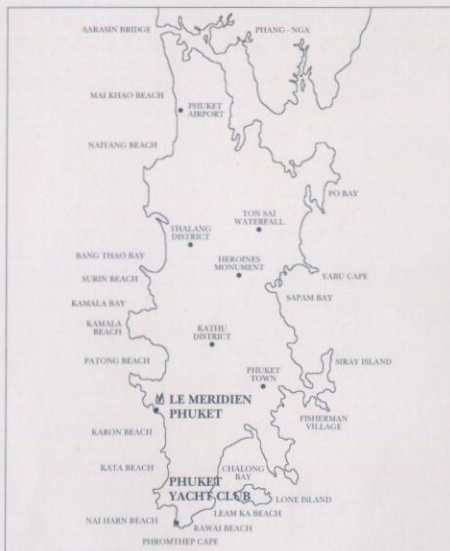 SARASIN BRIDGE
PHANG - NGA
MAI KHAO BEACH
PHUKET
AIRPORT
NAIYANG BEACH
PO BAY
TON SAI
WATERFALL
THALANG
DISTRICT
BANG THAO BAY
HEROINES
MONUMENT
SURIN BEACH
YABU CAPE
SAPAM BAY
KAMALA BAY
KAMALA
BEACH
KATHU
DISTRICT
PATONG BEACH
SIRAY ISLAND
PHUKET
TOWN
LE MERIDIEN
PHUKET
FISHERMAN
VILLAGE
KARON BEACH
KATA BEACH
CHALONG
BAY
PHUKET
YACHT CLUB
LONE ISLAND
LEAM KA BEACH
NAI HARN BEACH
RAWAI BEACH
PHROMTHEP CAPE